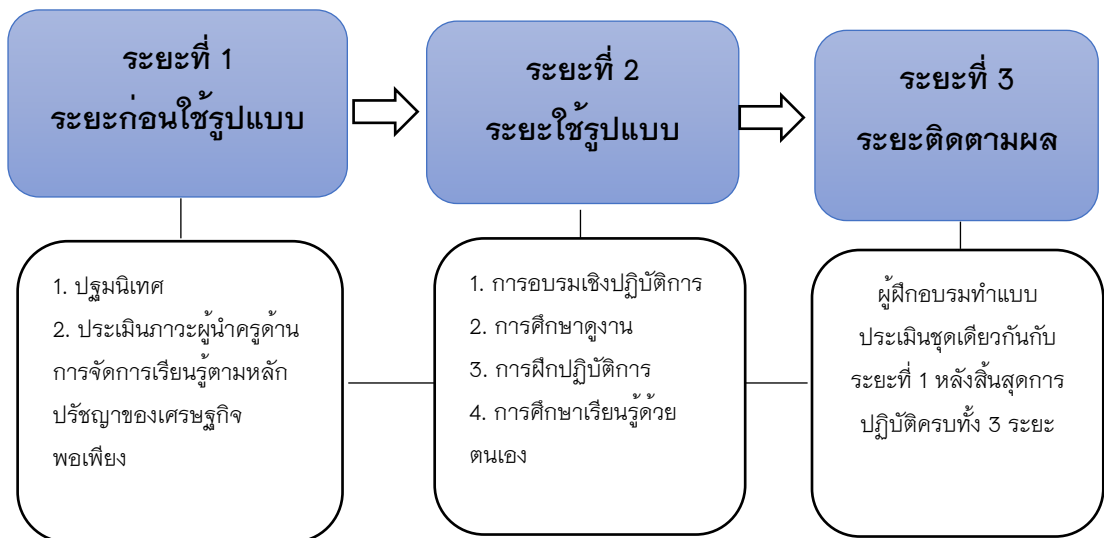 ระยะที่ 1
ระยะก่อนใช้รูปแบบ
ระยะที่ 2
ระยะใช้รูปแบบ
ระยะที่ 3
ระยะติดตามผล
1. ปฐมนิเทศ
2. ประเมินภาวะผู้นำครูด้าน
การจัดการเรียนรู้ตามหลัก
ปรัชญาของเศรษฐกิจ
พอเพียง
1. การอบรมเชิงปฏิบัติการ
2. การศึกษาดูงาน
3. การฝึกปฏิบัติการ
4. การศึกษาเรียนรู้ด้วย
ตนเอง
ผู้ฝึกอบรมทำแบบ
ประเมินชุดเดียวกันกับ
ระยะที่ 1 หลังสิ้นสุดการ
ปฏิบัติครบทั้ง 3 ระยะ